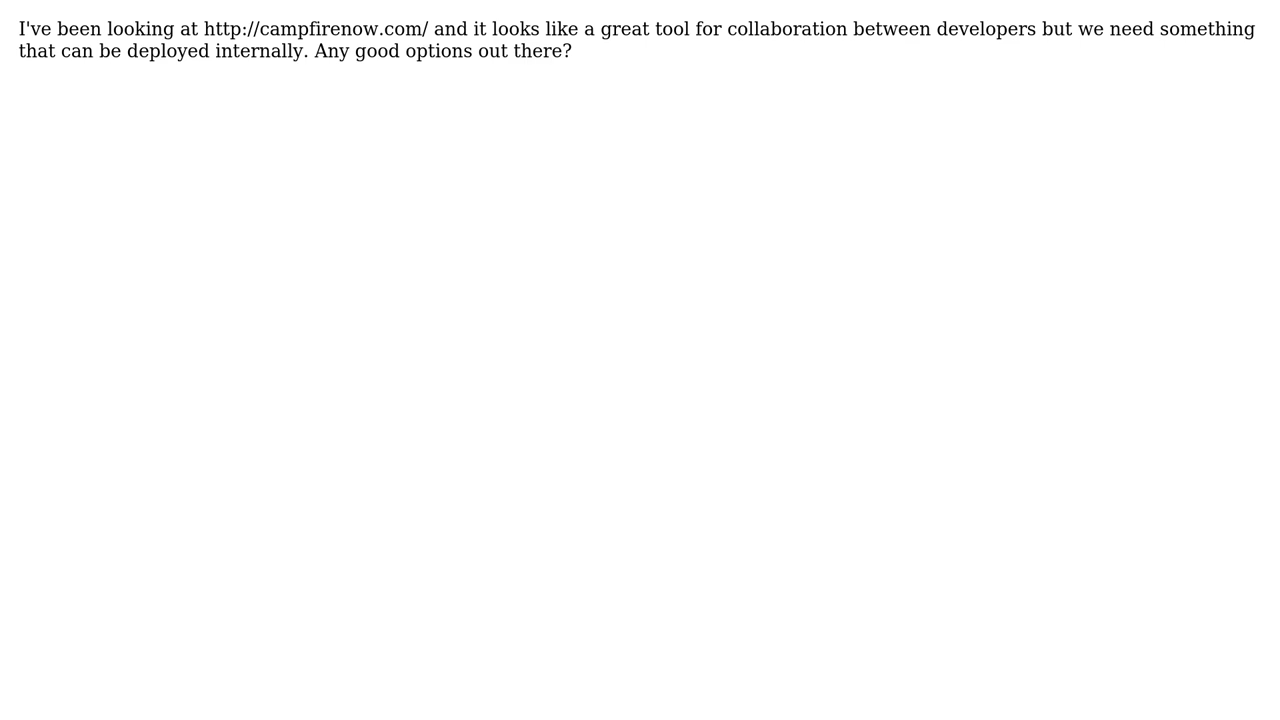 I've been looking at http://campfirenow.com/ and it looks like a great tool for collaboration between developers but we need something
that can be deployed internally. Any good options out there?